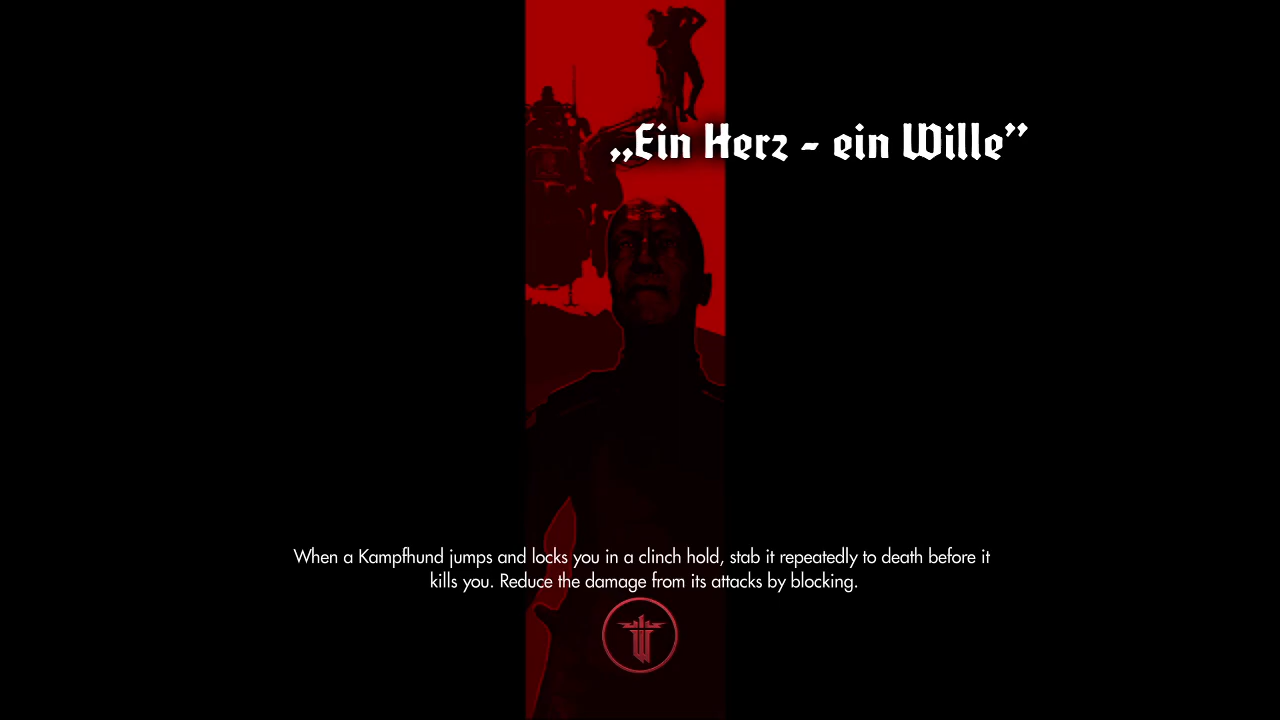 „Ein Herz - ein Wille”
When a Kampfhund jumps and locks you in a clinch hold, stab it repeatedly to death before it
kills you. Reduce the damage from its attacks by blocking.